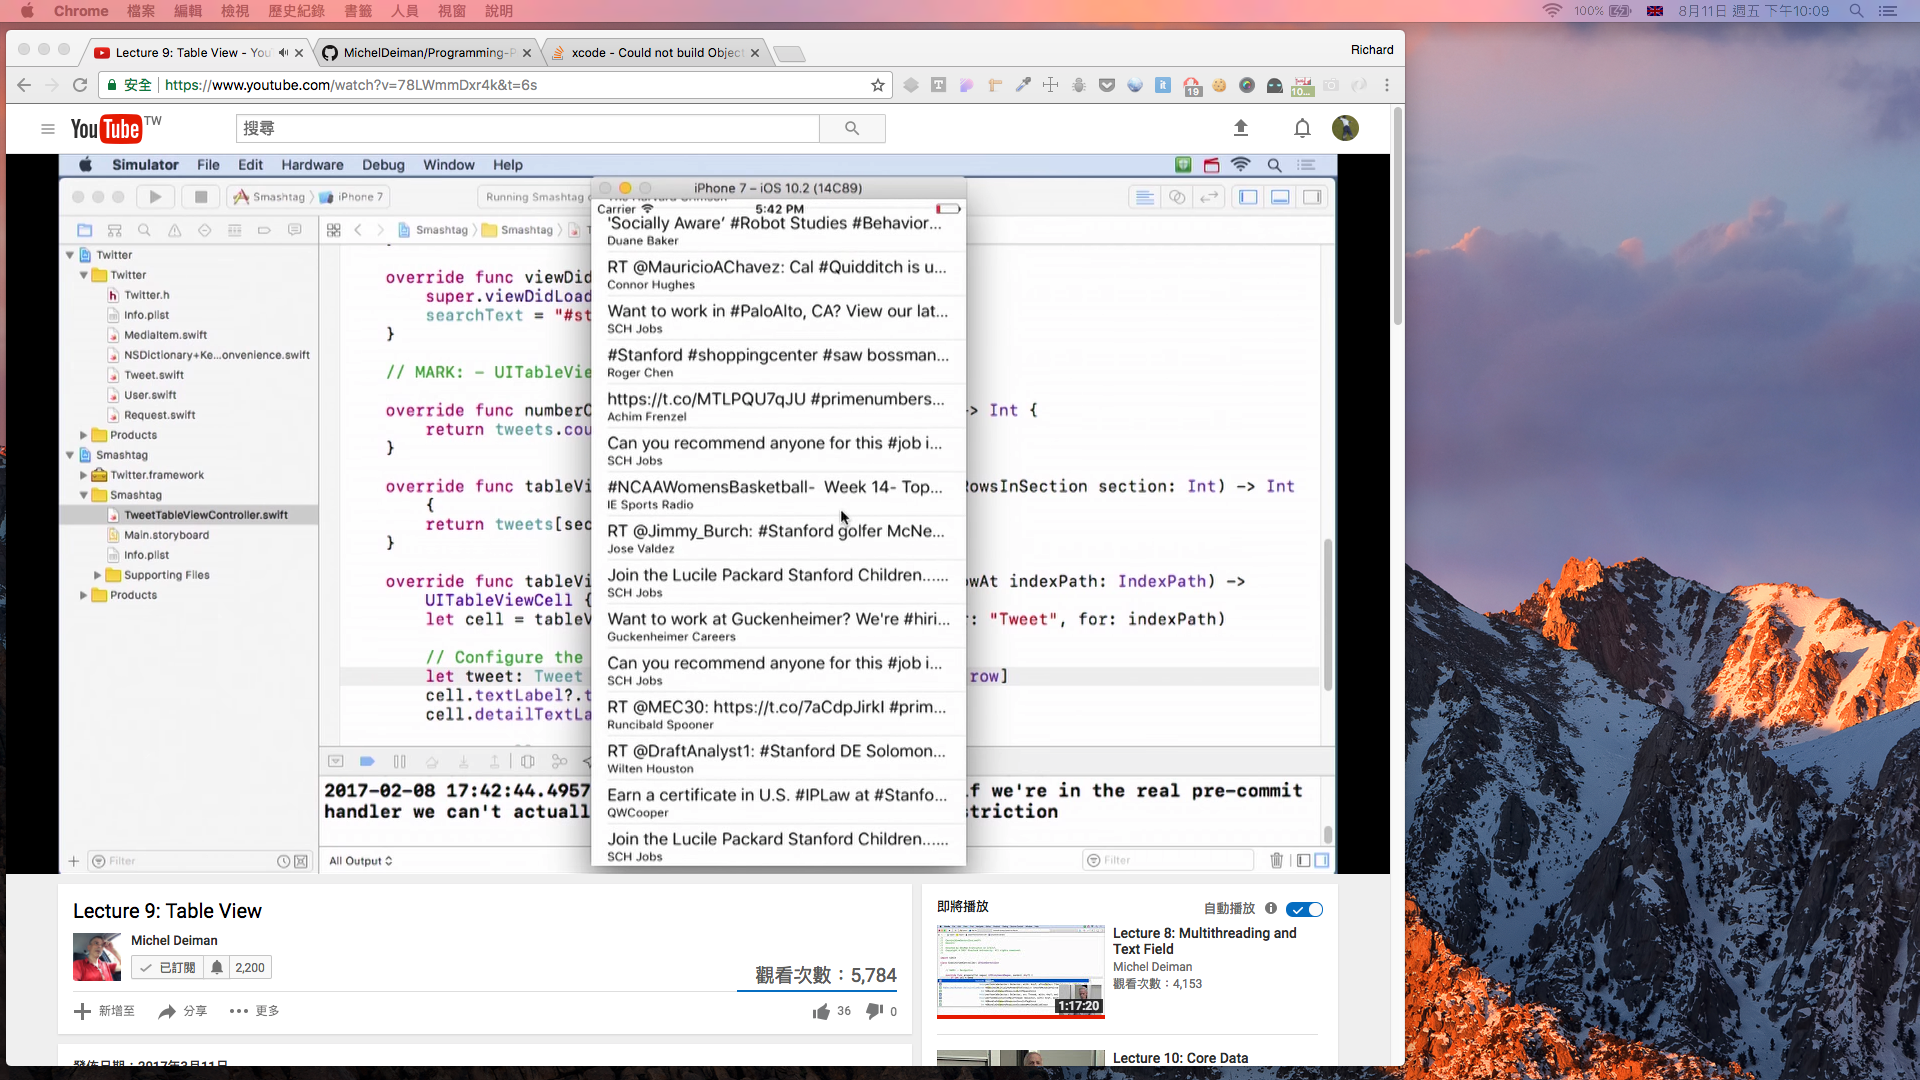 Chrome 檔案 編輯 檢視 歷史紀錄 書籤 人員 視窗 說明 100% 8月11日 週五 下午10:09
Lecture 9: Table View - You
MichelDeiman/Programming-P
xcode - Could not build Object
Richard
安全 https://www.youtube.com/watch?v=78LWmmDxr4k&t=6s
19
YouTube TW
搜尋
Simulator File Edit Hardware Debug Window Help
Smashtag iPhone 7
Running Smashtag
iPhone 7 – iOS 10.2 (14C89)
Smashtag Smashtag
Twitter
Twitter
Twitter.h
Info.plist
MediaItem.swift
NSDictionary+Ke...onvenience.swift
Tweet.swift
User.swift
Request.swift
Products
Smashtag
Twitter.framework
Smashtag
TweetTableViewController.swift
Main.storyboard
Info.plist
Supporting Files
Products
Filter
override func viewDid
super.viewDidLoad
searchText = "#st
}
// MARK: - UITableVie
override func numberO
> Int {
return tweets.cou
}
override func tableVi
RowsInSection section: Int) -> Int
{
return tweets[sec
}
override func tableVi
owAt indexPath: IndexPath) ->
UITableViewCell {
let cell = tableV
r: "Tweet", for: indexPath)
// Configure the
let tweet: Tweet
row]
cell.textLabel?.t
cell.detailTextLa
2017-02-08 17:42:44.4957
f we're in the real pre-commit
handler we can't actuall
striction
All Output
Filter
Carrier 5:42 PM
'Socially Aware' #Robot Studies #Behavior...
Duane Baker
RT @MauricioAChavez: Cal #Quidditch is u...
Connor Hughes
Want to work in #PaloAlto, CA? View our lat...
SCH Jobs
#Stanford #shoppingcenter #saw bossman...
Roger Chen
https://t.co/MTLPQU7qJU #primenumbers...
Achim Frenzel
Can you recommend anyone for this #job i...
SCH Jobs
#NCAAWomensBasketball- Week 14- Top...
IE Sports Radio
RT @Jimmy_Burch: #Stanford golfer McNe...
Jose Valdez
Join the Lucile Packard Stanford Children......
SCH Jobs
Want to work at Guckenheimer? We're #hiri...
Guckenheimer Careers
Can you recommend anyone for this #job i...
SCH Jobs
RT @MEC30: https://t.co/7aCdpJirkI #prim...
Runcibald Spooner
RT @DraftAnalyst1: #Stanford DE Solomon...
Wilten Houston
Earn a certificate in U.S. #IPLaw at #Stanfo...
QWCooper
Join the Lucile Packard Stanford Children......
SCH Jobs
Lecture 9: Table View
Michel Deiman
已訂閱 2,200
觀看次數：5,784
新增至 分享 更多
36 0
發佈日期：2017年3月11日
即將播放
自動播放
Lecture 8: Multithreading and
Text Field
Michel Deiman
觀看次數：4,153
1:17:20
Lecture 10: Core Data